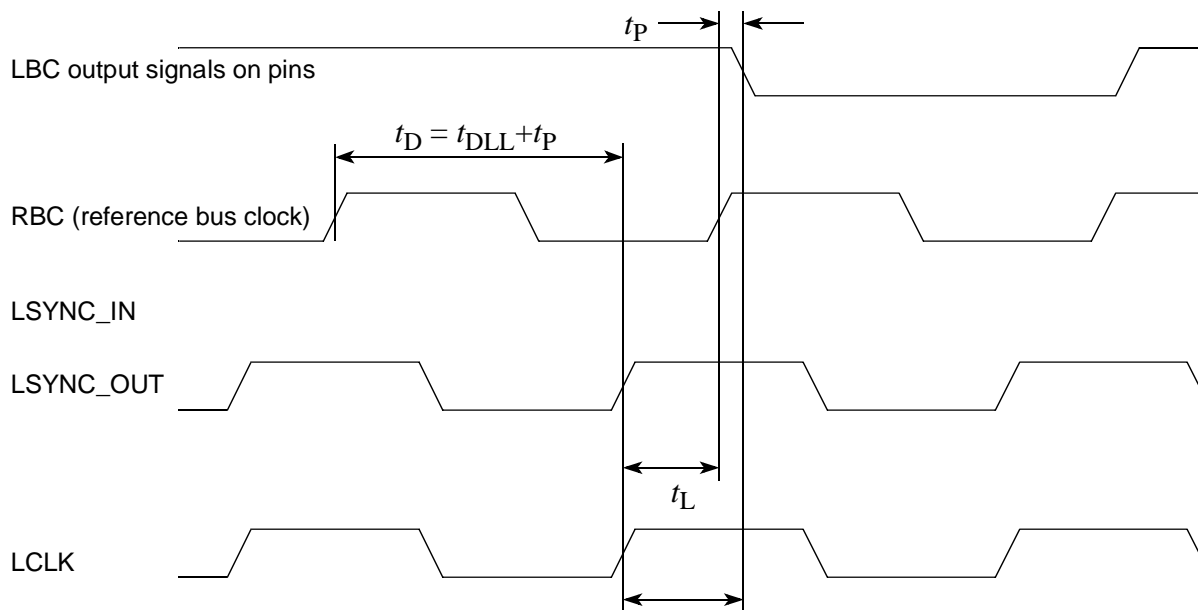 tP
LBC output signals on pins
tD = tDLL+tP
RBC (reference bus clock)
LSYNC_IN
LSYNC_OUT
tL
LCLK